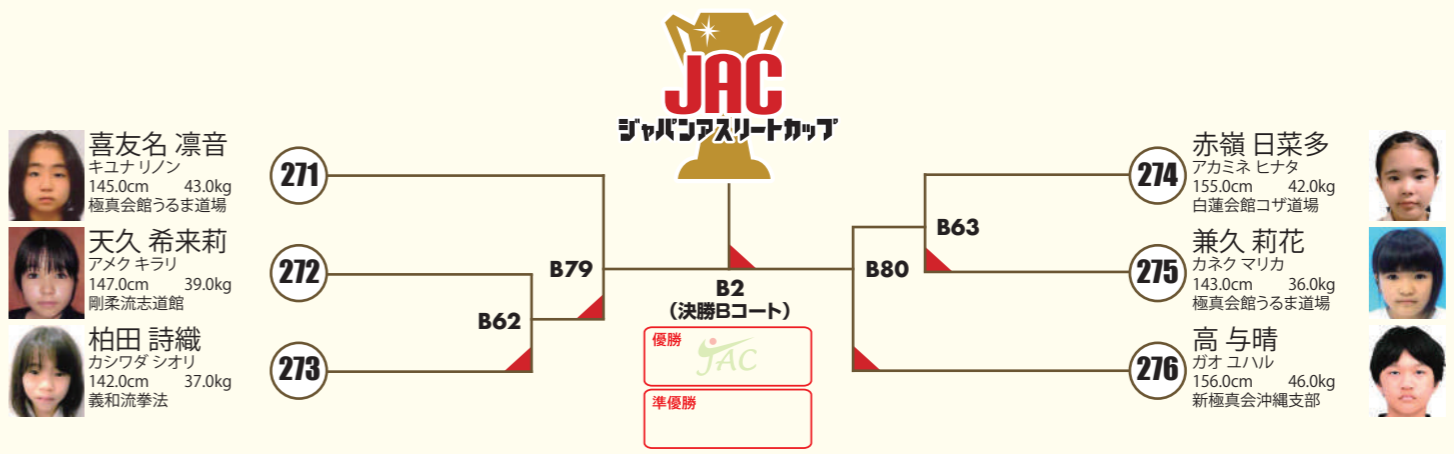 JAC
ジャパンアスリートカップ
喜友名 凛音
キユナ リノン
145.0cm 43.0kg
極真会館うるま道場
271
天久 希来莉
アメク キラリ
147.0cm 39.0kg
剛柔流志道館
272
柏田 詩織
カシワダ シオリ
142.0cm 37.0kg
義和流拳法
273
B62
B79
B2
(決勝Bコート)
優勝
JAC
準優勝
B80
B63
274
赤嶺 日菜多
アカミネ ヒナタ
155.0cm 42.0kg
白蓮会館コザ道場
275
兼久 莉花
カネク マリカ
143.0cm 36.0kg
極真会館うるま道場
276
高 与晴
ガオ ユハル
156.0cm 46.0kg
新極真会沖縄支部